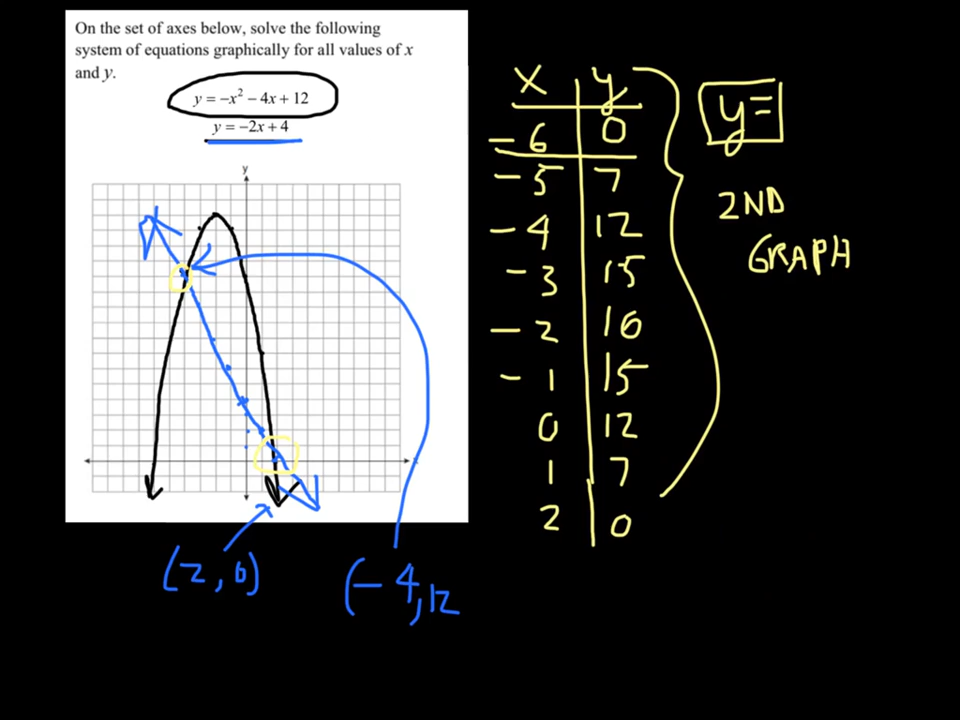 On the set of axes below, solve the following
system of equations graphically for all values of x
and y.
y = −x² − 4x + 12
y = −2x + 4
y
x y
-6 0
-5 7
-4 12
-3 15
-2 16
-1 15
0 12
1 7
2 0
y=
2ND
GRAPH
(2,0)
(-4,12